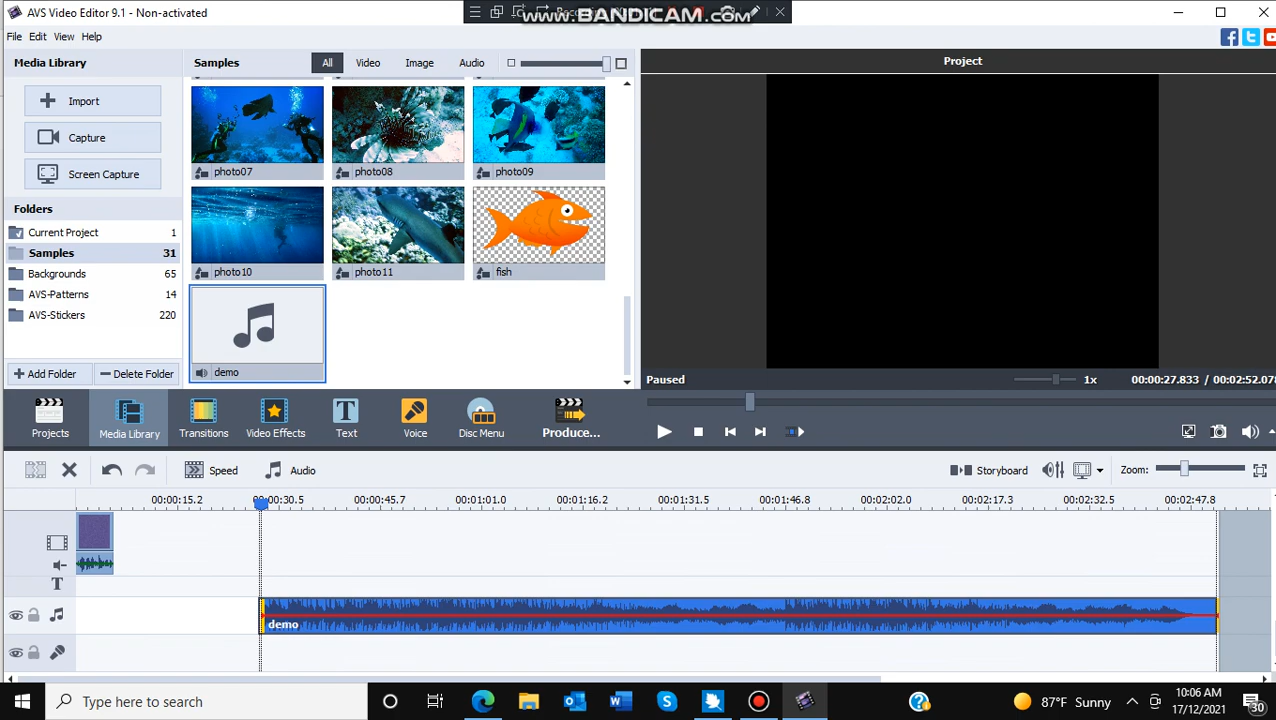 AVS Video Editor 9.1 - Non-activated
www.BANDICAM.com
File Edit View Help
Media Library
Samples
All Video Image Audio
Project
Import
Capture
Screen Capture
photo07 photo08 photo09
Folders
Current Project 1
Samples 31
Backgrounds 65
AVS-Patterns 14
AVS-Stickers 220
photo10 photo11 fish
demo
Add Folder Delete Folder
Paused 1x 00:00:27.833 / 00:02:52.078
Projects Media Library Transitions Video Effects Text Voice Disc Menu Produce...
Speed Audio Storyboard Zoom:
00:00:15.2 00:00:30.5 00:00:45.7 00:01:01.0 00:01:16.2 00:01:31.5 00:01:46.8 00:02:02.0 00:02:17.3 00:02:32.5 00:02:47.8
T
demo
Type here to search
87°F Sunny
10:06 AM
17/12/2021
30